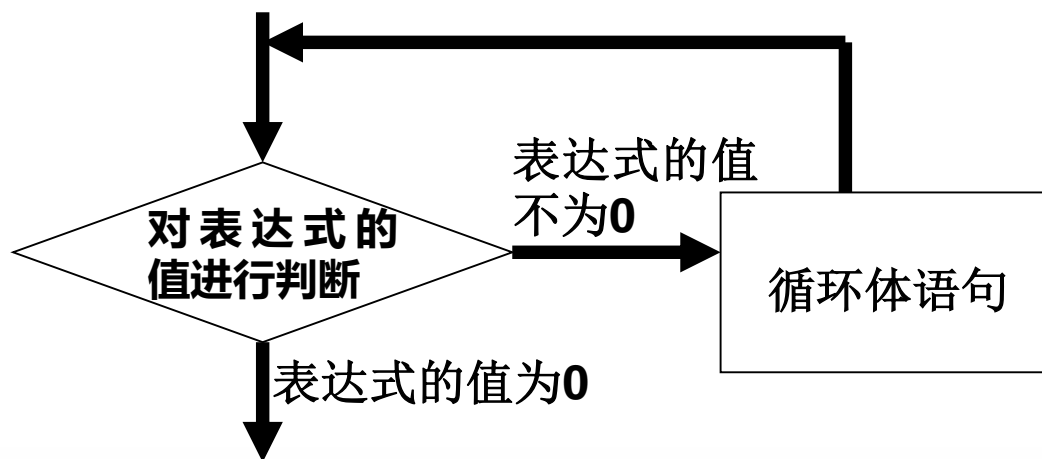 表达式的值
不为0
对表达式的
值进行判断
循环体语句
表达式的值为0